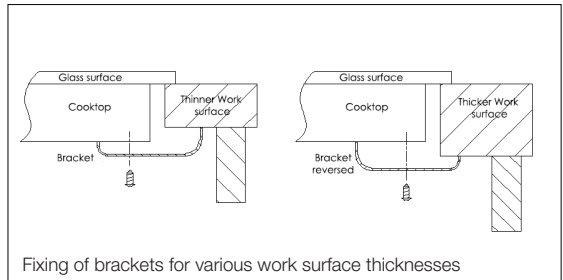 Glass surface
Cooktop
Thinner Work
surface
Bracket
Glass surface
Cooktop
Thicker Work
surface
Bracket
reversed
Fixing of brackets for various work surface thicknesses